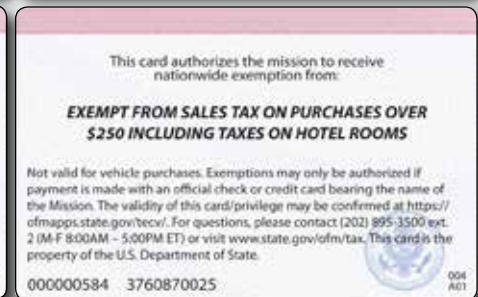 This card authorizes the mission to receive
nationwide exemption from:
EXEMPT FROM SALES TAX ON PURCHASES OVER
$250 INCLUDING TAXES ON HOTEL ROOMS
Not valid for vehicle purchases. Exemptions may only be authorized if
payment is made with an official check or credit card bearing the name of
the Mission. The validity of this card/privilege may be confirmed at https://
ofmapps.state.gov/tecv/. For questions, please contact (202) 895-3500 ext.
2 (M-F 8:00AM – 5:00PM ET) or visit www.state.gov/ofm/tax. This card is the
property of the U.S. Department of State.
000000584 3760870025
004
A01